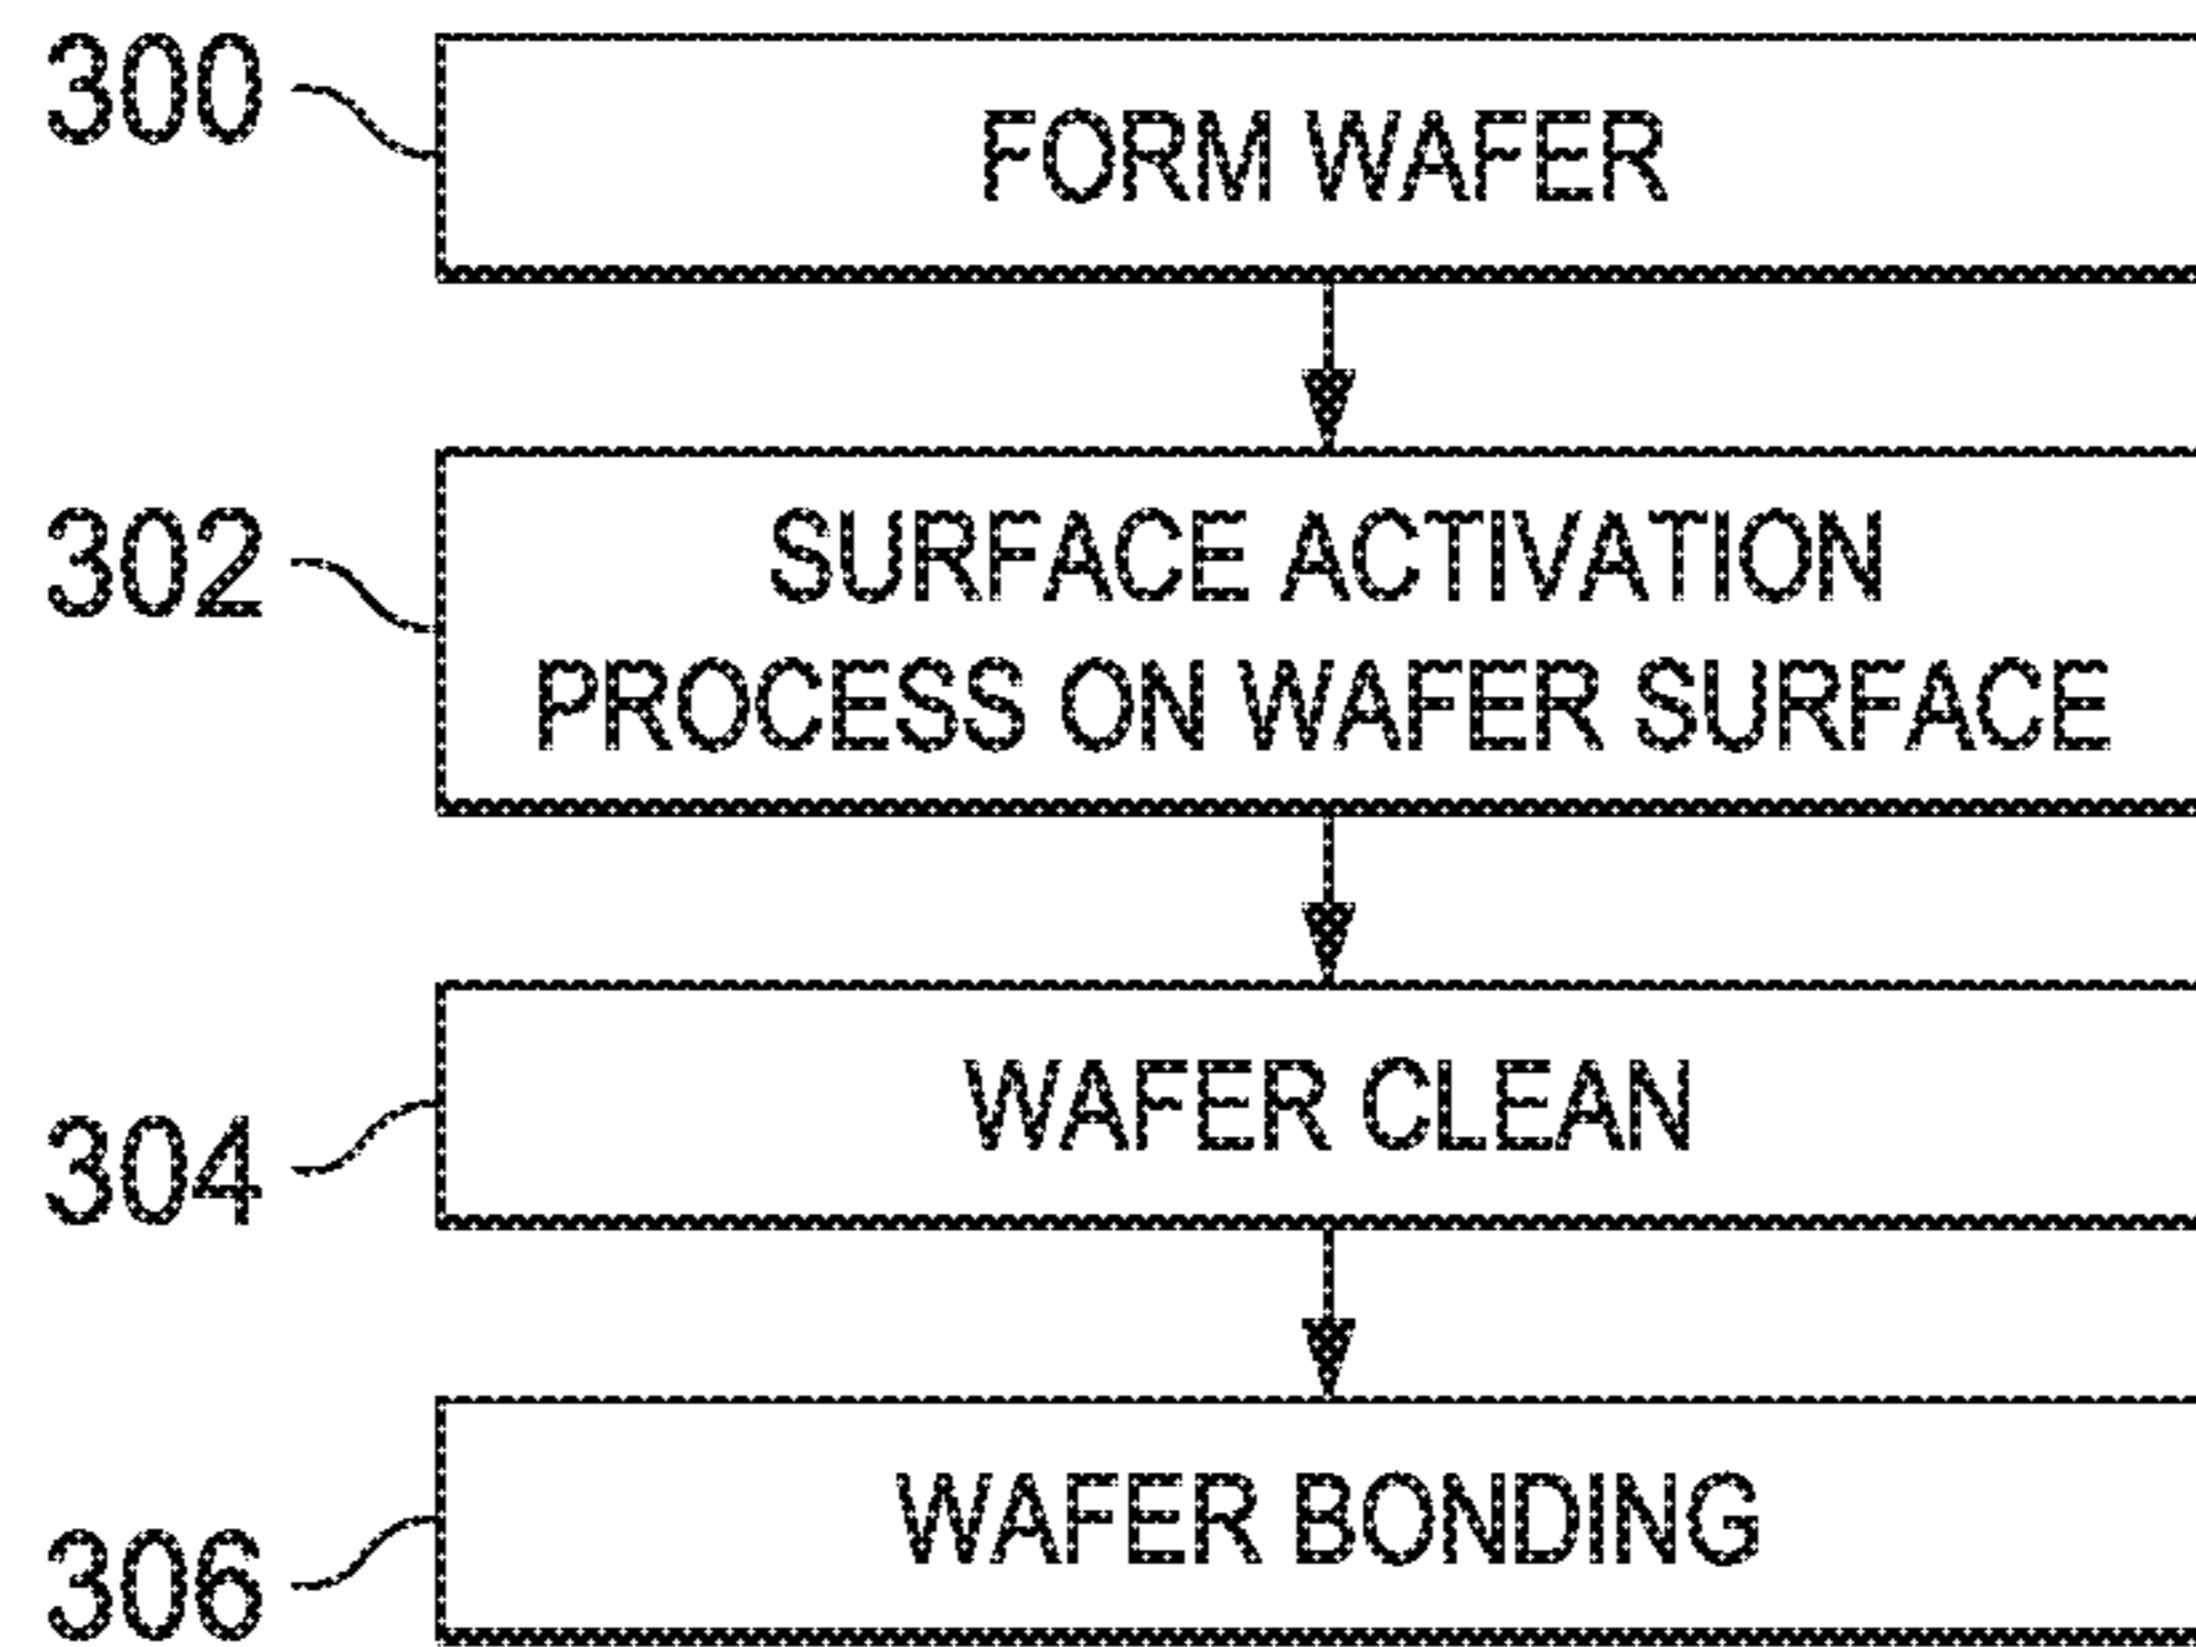 300
FORM WAFER
302
SURFACE ACTIVATION
PROCESS ON WAFER SURFACE
304
WAFER CLEAN
306
WAFER BONDING